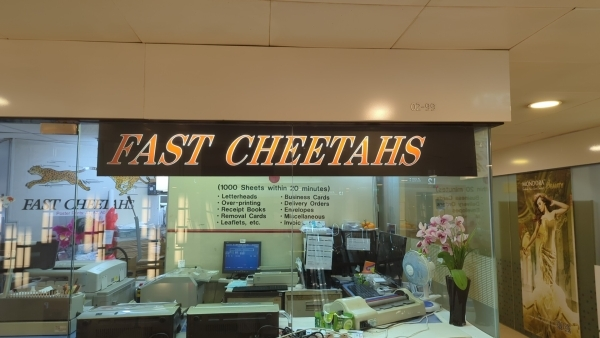 02-99
FAST CHEETAHS
FAST CHEETAHS
(1000 Sheets within 20 minutes)
• Letterheads
• Over-printing
• Receipt Books
• Removal Cards
• Leaflets, etc.
• Business Cards
• Delivery Orders
• Envelopes
• Miscellaneous
• Invoic